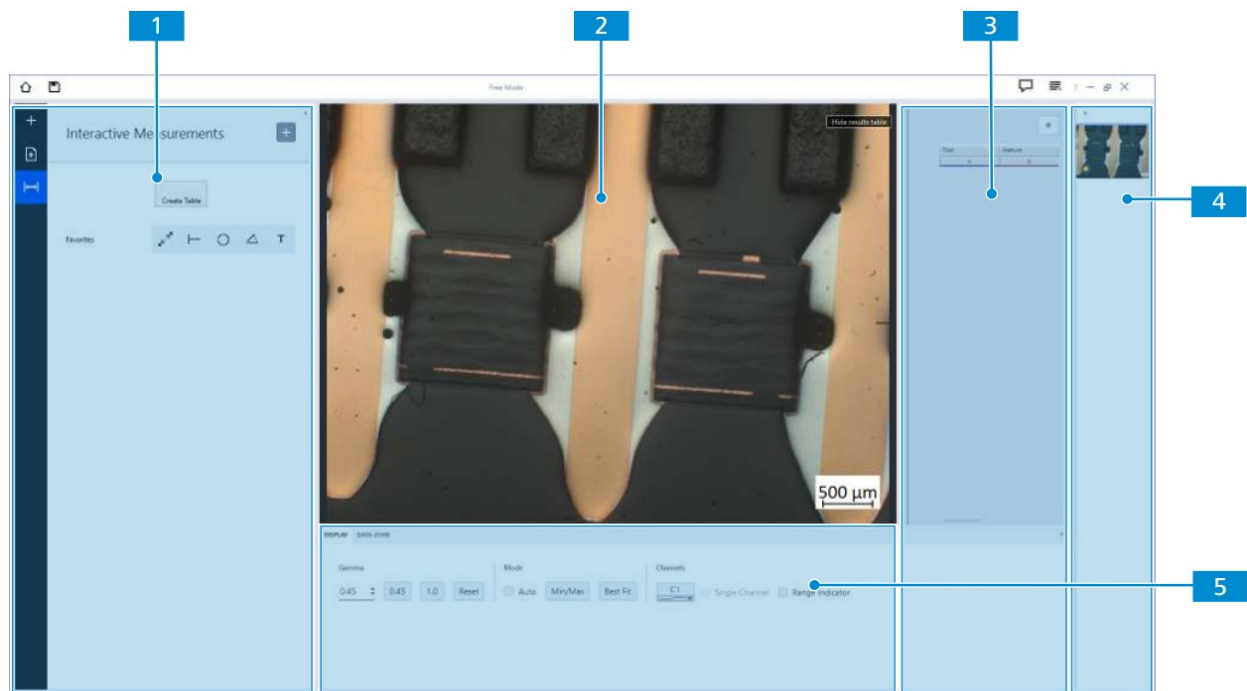 1
2
3
4
5
Free Mode
Interactive Measurements
Hide results table
Create Table
Favorites
T
Tool
Feature
500 µm
DISPLAY DATA ZONE
Gamma
Mode
Channels
0.45 0.45 1.0 Reset
Auto Min/Max Best Fit
C1 Single Channel Range Indicator